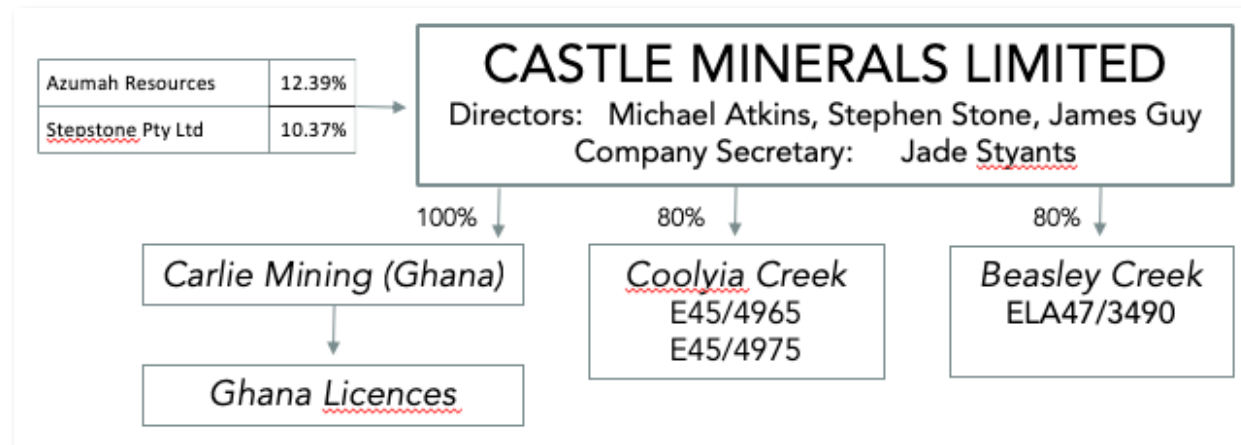 CASTLE MINERALS LIMITED
Azumah Resources 12.39%
Directors: Michael Atkins, Stephen Stone, James Guy
Stepstone Pty Ltd 10.37%
Company Secretary: Jade Styants
100% 80% 80%
Carlie Mining (Ghana)
Coolyia Creek
E45/4965
E45/4975
Beasley Creek
ELA47/3490
Ghana Licences